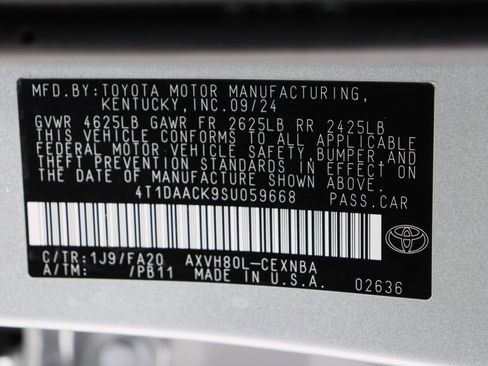 MFD.BY:TOYOTA MOTOR MANUFACTURING,
KENTUCKY, INC.09/24
GVWR 4625LB GAWR FR 2625LB RR 2425LB
THIS VEHICLE CONFORMS TO ALL APPLICABLE
FEDERAL MOTOR VEHICLE SAFETY, BUMPER, AND
THEFT PREVENTION STANDARDS IN EFFECT ON
THE DATE OF MANUFACTURE SHOWN ABOVE.
4T1DAACK9SU059668 PASS.CAR
C/TR:1J9/FA20 AXVH80L-CEXNBA
A/TM: /PB11 MADE IN U.S.A. 02636